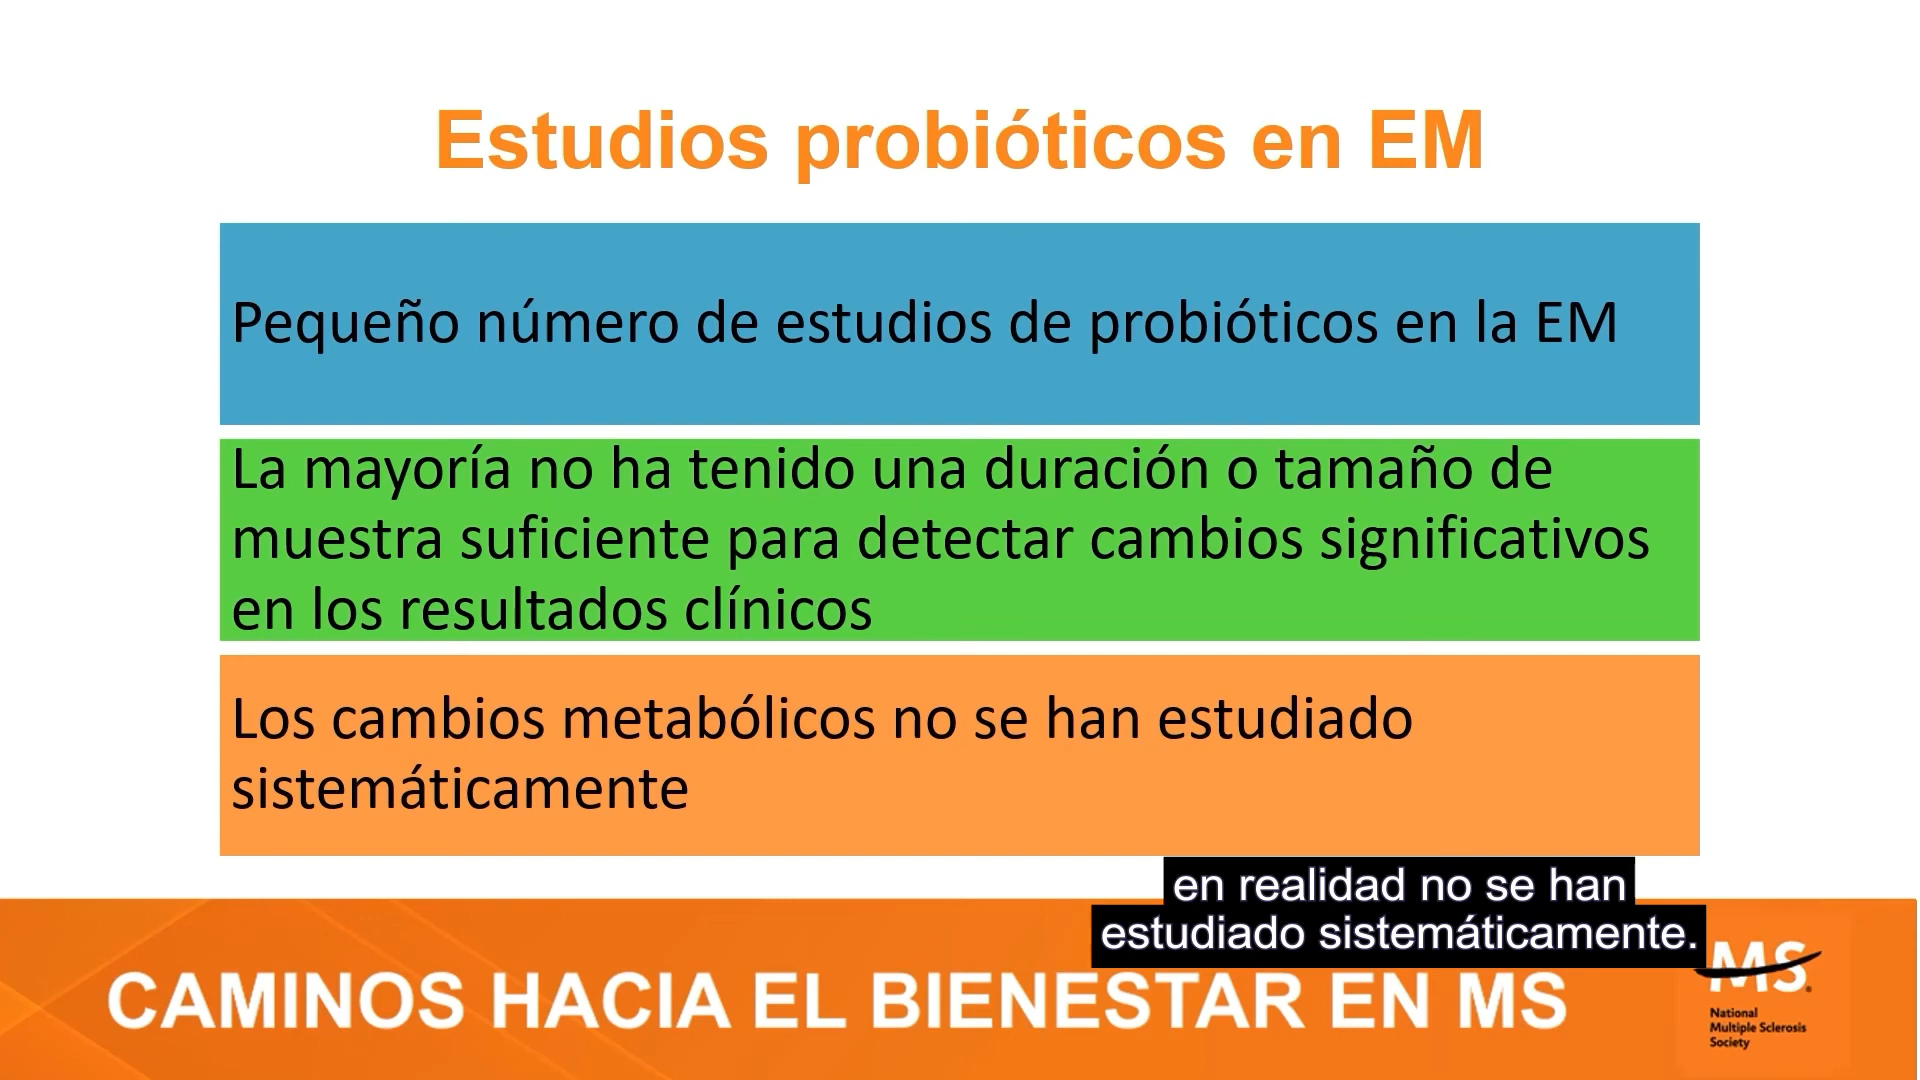 Estudios probióticos en EM
Pequeño número de estudios de probióticos en la EM
La mayoría no ha tenido una duración o tamaño de
muestra suficiente para detectar cambios significativos
en los resultados clínicos
Los cambios metabólicos no se han estudiado
sistemáticamente
en realidad no se han
estudiado sistemáticamente.
CAMINOS HACIA EL BIENESTAR EN MS
MS
National
Multiple Sclerosis
Society